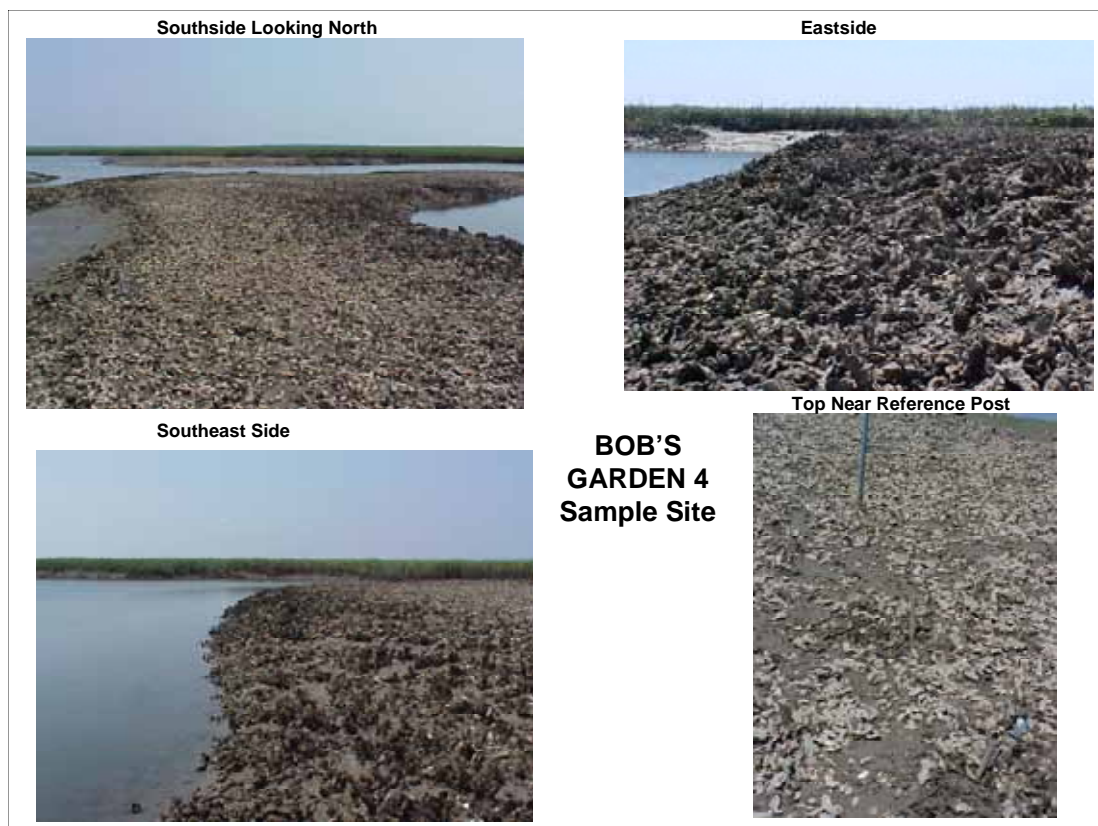 Southside Looking North
Eastside
Southeast Side
BOB'S
GARDEN 4
Sample Site
Top Near Reference Post